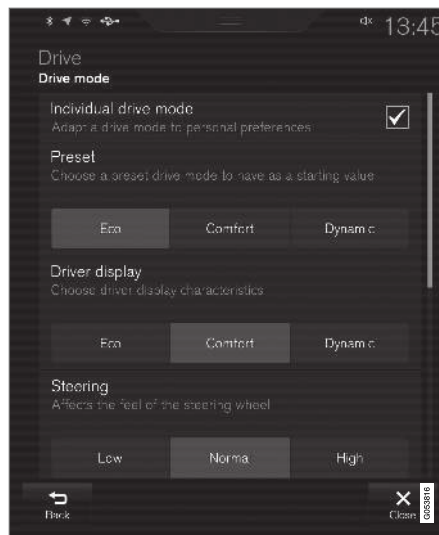 13:45
Drive
Drive mode
Individual drive mode
Adapt a drive mode to personal preferences
Preset
Choose a preset drive mode to have as a starting value
Eco Comfort Dynamic
Driver display
Choose driver display characteristics
Eco Comfort Dynamic
Steering
Affects the feel of the steering wheel
Low Normal High
Back Close
G053816